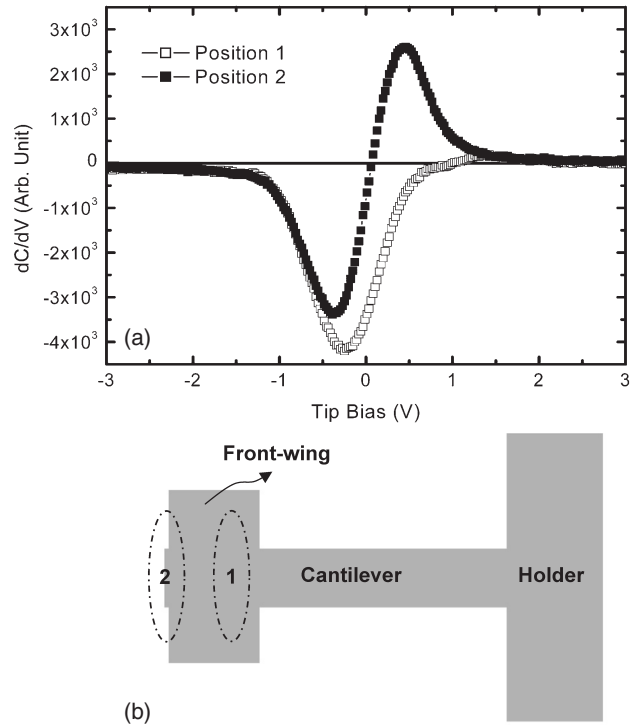 3x10³
2x10³
1x10³
0
-1x10³
-2x10³
-3x10³
-4x10³
dC/dV (Arb. Unit)
Position 1
Position 2
(a)
-3 -2 -1 0 1 2 3
Tip Bias (V)
Front-wing
2 1 Cantilever Holder
(b)